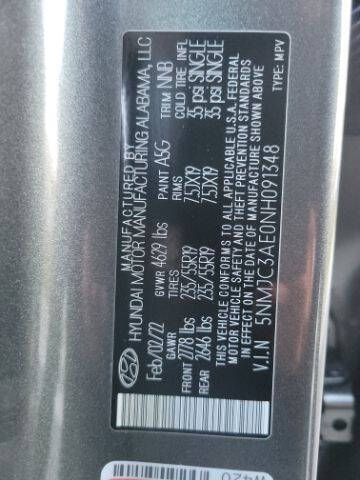 MANUFACTURED BY
HYUNDAI MOTOR MANUFACTURING ALABAMA, LLC
Feb/02/22 GVWR 4629 lbs PAINT A5G TRIM NNB
GAWR RIMS COLD TIRE INFL
FRONT 2778 lbs 235/55R19 7.5JX19 35 psi SINGLE
REAR 2646 lbs 235/55R19 7.5JX19 35 psi SINGLE
THIS VEHICLE CONFORMS TO ALL APPLICABLE U.S.A. FEDERAL
MOTOR VEHICLE SAFETY AND THEFT PREVENTION STANDARDS
IN EFFECT ON THE DATE OF MANUFACTURE SHOWN ABOVE
V.I.N 5NMJC3AE0NH091348 TYPE: MPV
W420